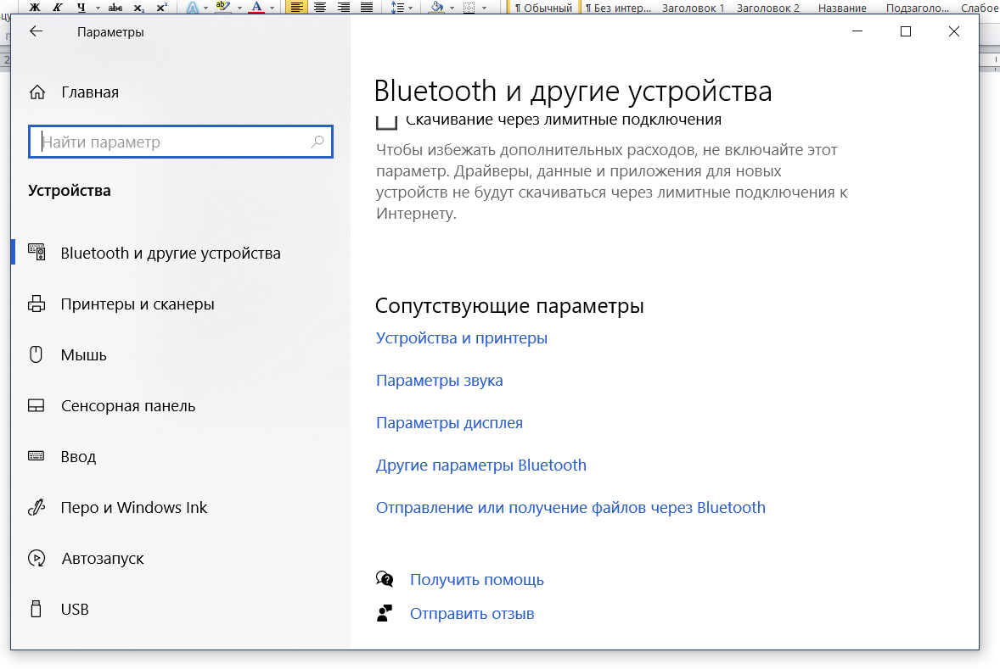 Ж К Ч abc x₂ x² A ab A ¶ Обычный ¶ Без интер... Заголовок 1 Заголовок 2 Название Подзаголо... Слабое
Параметры
Главная
Найти параметр
Устройства
Bluetooth и другие устройства
Принтеры и сканеры
Мышь
Сенсорная панель
Ввод
Перо и Windows Ink
Автозапуск
USB
Bluetooth и другие устройства
Скачивание через лимитные подключения
Чтобы избежать дополнительных расходов, не включайте этот
параметр. Драйверы, данные и приложения для новых
устройств не будут скачиваться через лимитные подключения к
Интернету.
Сопутствующие параметры
Устройства и принтеры
Параметры звука
Параметры дисплея
Другие параметры Bluetooth
Отправление или получение файлов через Bluetooth
Получить помощь
Отправить отзыв